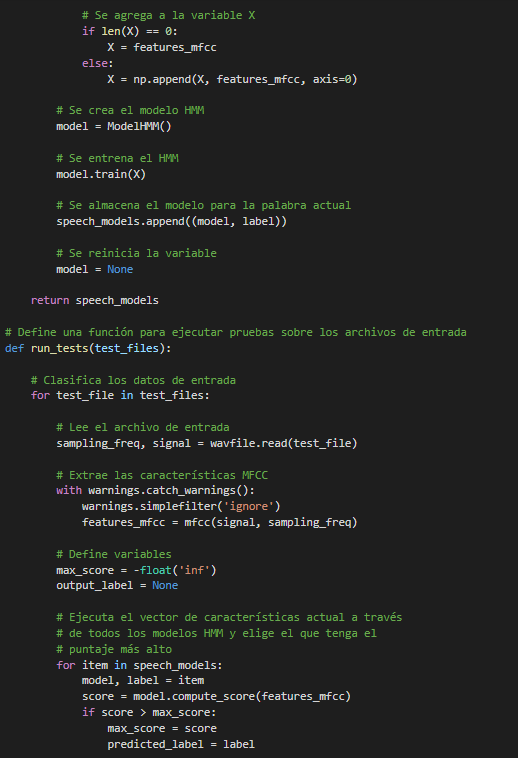 # Se agrega a la variable X
if len(X) == 0:
X = features_mfcc
else:
X = np.append(X, features_mfcc, axis=0)
# Se crea el modelo HMM
model = ModelHMM()
# Se entrena el HMM
model.train(X)
# Se almacena el modelo para la palabra actual
speech_models.append((model, label))
# Se reinicia la variable
model = None
return speech_models
# Define una función para ejecutar pruebas sobre los archivos de entrada
def run_tests(test_files):
# Clasifica los datos de entrada
for test_file in test_files:
# Lee el archivo de entrada
sampling_freq, signal = wavfile.read(test_file)
# Extrae las características MFCC
with warnings.catch_warnings():
warnings.simplefilter('ignore')
features_mfcc = mfcc(signal, sampling_freq)
# Define variables
max_score = -float('inf')
output_label = None
# Ejecuta el vector de características actual a través
# de todos los modelos HMM y elige el que tenga el
# puntaje más alto
for item in speech_models:
model, label = item
score = model.compute_score(features_mfcc)
if score > max_score:
max_score = score
predicted_label = label